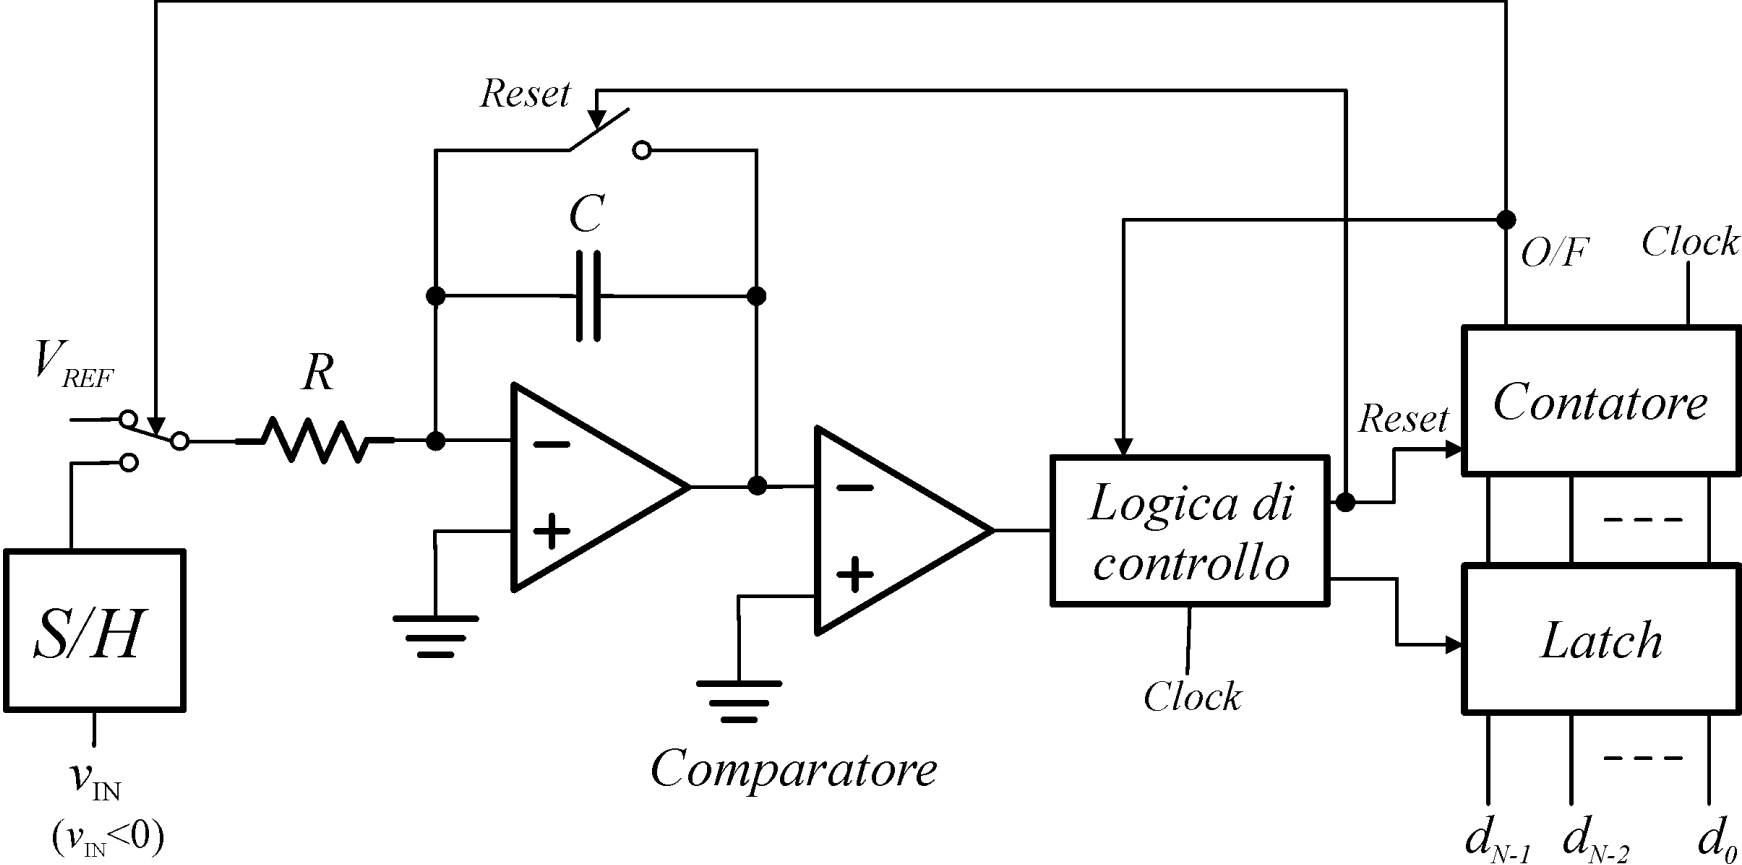 Reset
C
O/F
Clock
V_REF
R
Contatore
Reset
−
+
−
+
Logica di
controllo
S/H
Latch
Clock
v_IN
(v_IN<0)
Comparatore
d_N-1
d_N-2
d_0